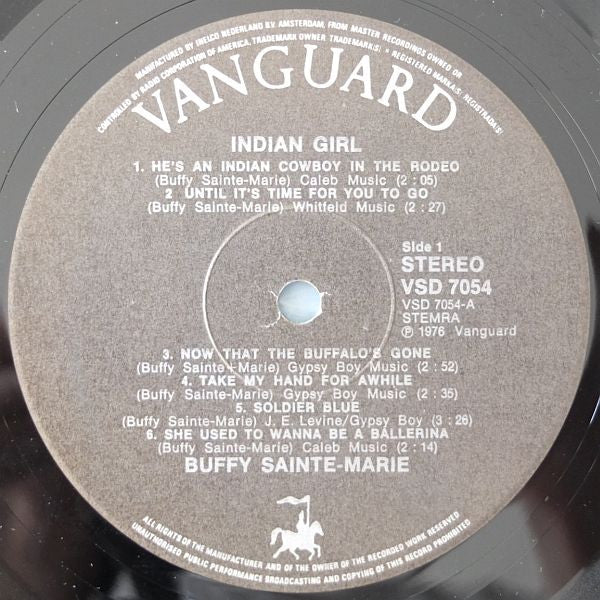 MANUFACTURED BY INELCO NEDERLAND BV. AMSTERDAM, FROM MASTER RECORDINGS OWNED OR
CONTROLLED BY RADIO CORPORATION OF AMERICA, TRADEMARK OWNER TRADEMARK(S) ® REGISTERED MARKA(S) REGISTRADA(S)
VANGUARD
INDIAN GIRL
1. HE'S AN INDIAN COWBOY IN THE RODEO
(Buffy Sainte-Marie) Caleb Music (2 : 05)
2 UNTIL IT'S TIME FOR YOU TO GO
(Buffy Sainte-Marie) Whitfeld Music (2 : 27)
Side 1
STEREO
VSD 7054
VSD 7054-A
STEMRA
℗ 1976 Vanguard
3. NOW THAT THE BUFFALO'S GONE
(Buffy Sainte+Marie) Gypsy Boy Music (2 : 52)
4. TAKE MY HAND FOR AWHILE
(Buffy Sainte-Marie) Gypsy Boy Music (2 : 35)
5. SOLDIER BLUE
(Buffy Sainte-Marie) J. E. Levine/Gypsy Boy (3 : 26)
6. SHE USED TO WANNA BE A BALLERINA
(Buffy Sainte-Marie) Caleb Music (2 : 14)
BUFFY SAINTE-MARIE
ALL RIGHTS OF THE MANUFACTURER AND OF THE OWNER OF THE RECORDED WORK RESERVED
UNAUTHORISED PUBLIC PERFORMANCE BROADCASTING AND COPYING OF THIS RECORD PROHIBITED